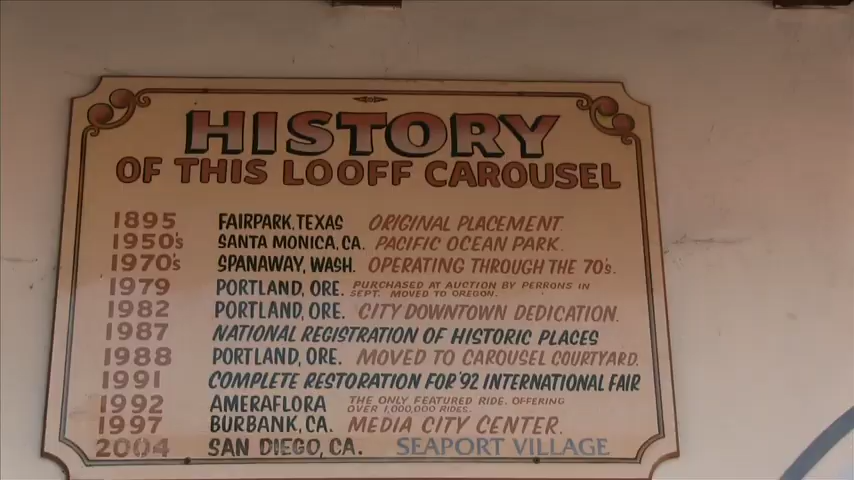 HISTORY
OF THIS LOOFF CAROUSEL
1895 FAIRPARK, TEXAS ORIGINAL PLACEMENT.
1950's SANTA MONICA, CA. PACIFIC OCEAN PARK.
1970's SPANAWAY, WASH. OPERATING THROUGH THE 70's.
1979 PORTLAND, ORE. PURCHASED AT AUCTION BY PERRONS IN
SEPT. MOVED TO OREGON.
1982 PORTLAND, ORE. CITY DOWNTOWN DEDICATION.
1987 NATIONAL REGISTRATION OF HISTORIC PLACES
1988 PORTLAND, ORE. MOVED TO CAROUSEL COURTYARD.
1991 COMPLETE RESTORATION FOR '92 INTERNATIONAL FAIR
1992 AMERAFLORA THE ONLY FEATURED RIDE. OFFERING
OVER 1,000,000 RIDES.
1997 BURBANK, CA. MEDIA CITY CENTER.
2004 SAN DIEGO, CA. SEAPORT VILLAGE